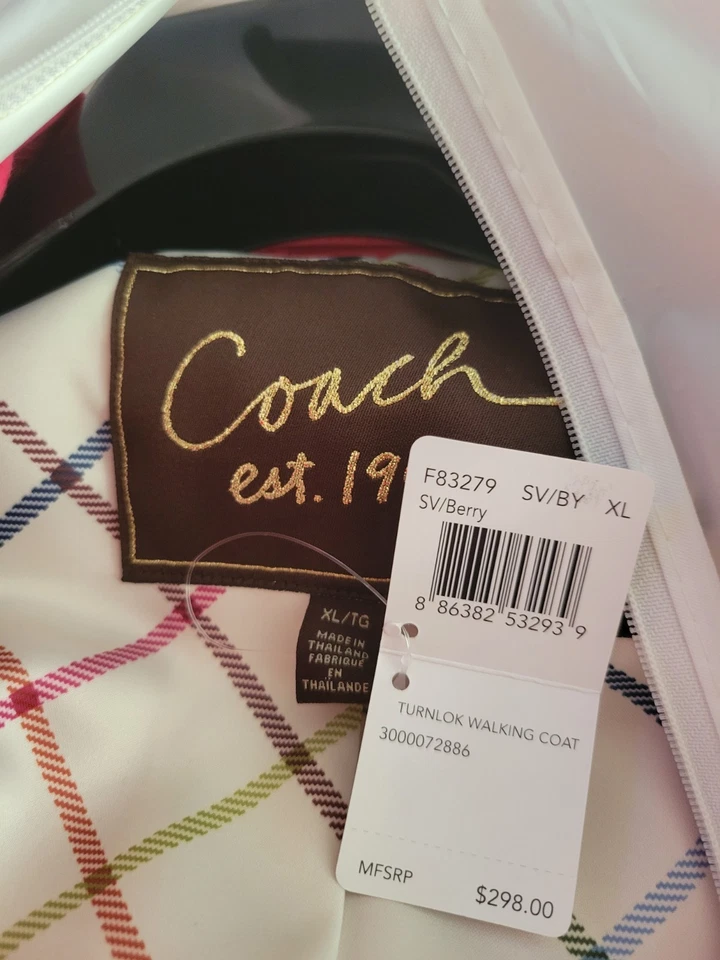 Coach
est. 19
XL/TG
MADE IN
THAILAND
FABRIQUÉ
EN
THAÏLANDE
F83279 SV/BY XL
SV/Berry
8 86382 53293 9
TURNLOK WALKING COAT
3000072886
MFSRP $298.00